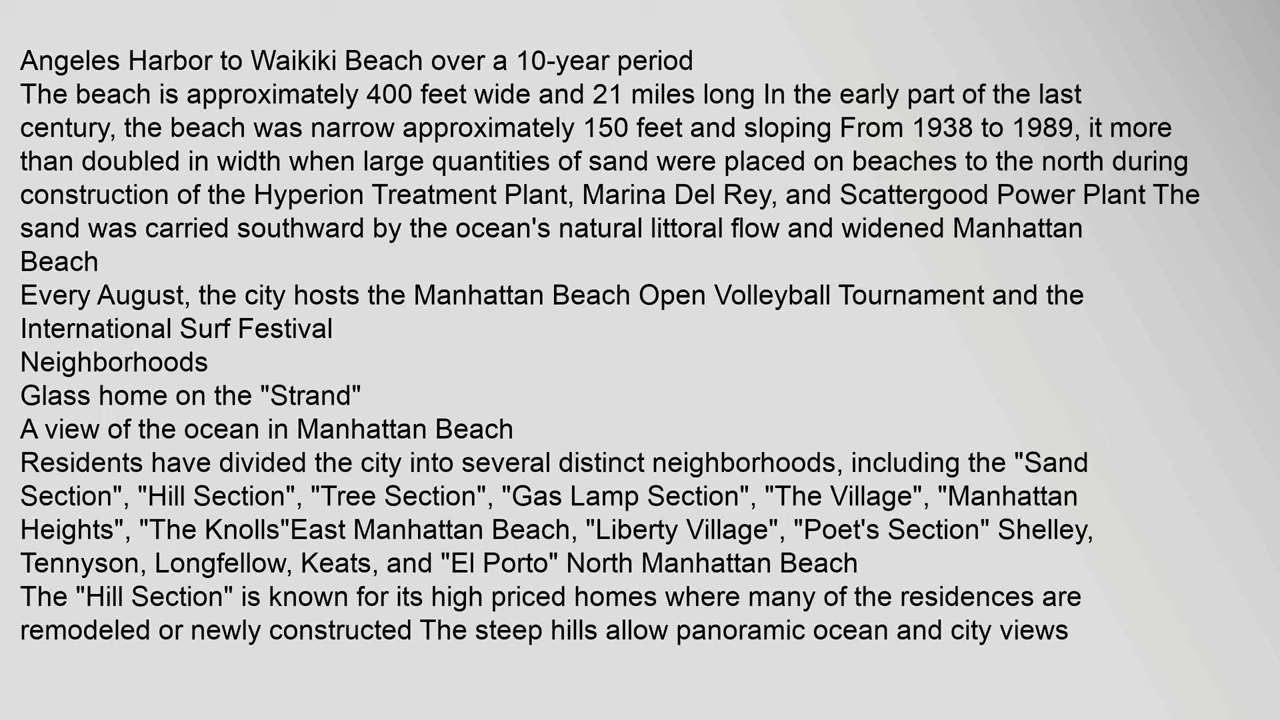 Angeles Harbor to Waikiki Beach over a 10-year period
The beach is approximately 400 feet wide and 21 miles long In the early part of the last
century, the beach was narrow approximately 150 feet and sloping From 1938 to 1989, it more
than doubled in width when large quantities of sand were placed on beaches to the north during
construction of the Hyperion Treatment Plant, Marina Del Rey, and Scattergood Power Plant The
sand was carried southward by the ocean's natural littoral flow and widened Manhattan
Beach
Every August, the city hosts the Manhattan Beach Open Volleyball Tournament and the
International Surf Festival
Neighborhoods
Glass home on the "Strand"
A view of the ocean in Manhattan Beach
Residents have divided the city into several distinct neighborhoods, including the "Sand
Section", "Hill Section", "Tree Section", "Gas Lamp Section", "The Village", "Manhattan
Heights", "The Knolls"East Manhattan Beach, "Liberty Village", "Poet's Section" Shelley,
Tennyson, Longfellow, Keats, and "El Porto" North Manhattan Beach
The "Hill Section" is known for its high priced homes where many of the residences are
remodeled or newly constructed The steep hills allow panoramic ocean and city views